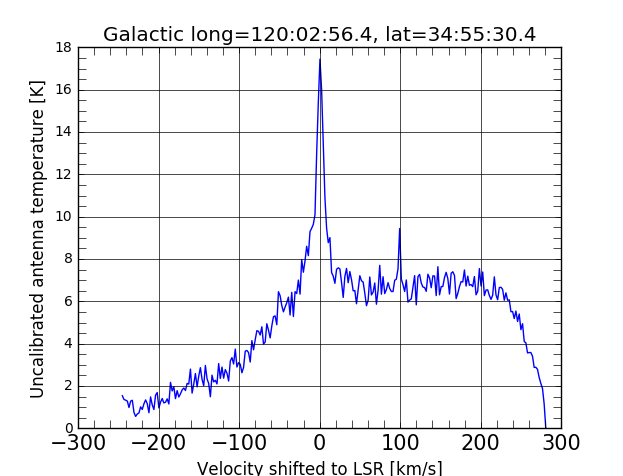 Galactic long=120:02:56.4, lat=34:55:30.4
18
16
14
12
10
8
6
4
2
0
Uncalibrated antenna temperature [K]
−300 −200 −100 0 100 200 300
Velocity shifted to LSR [km/s]